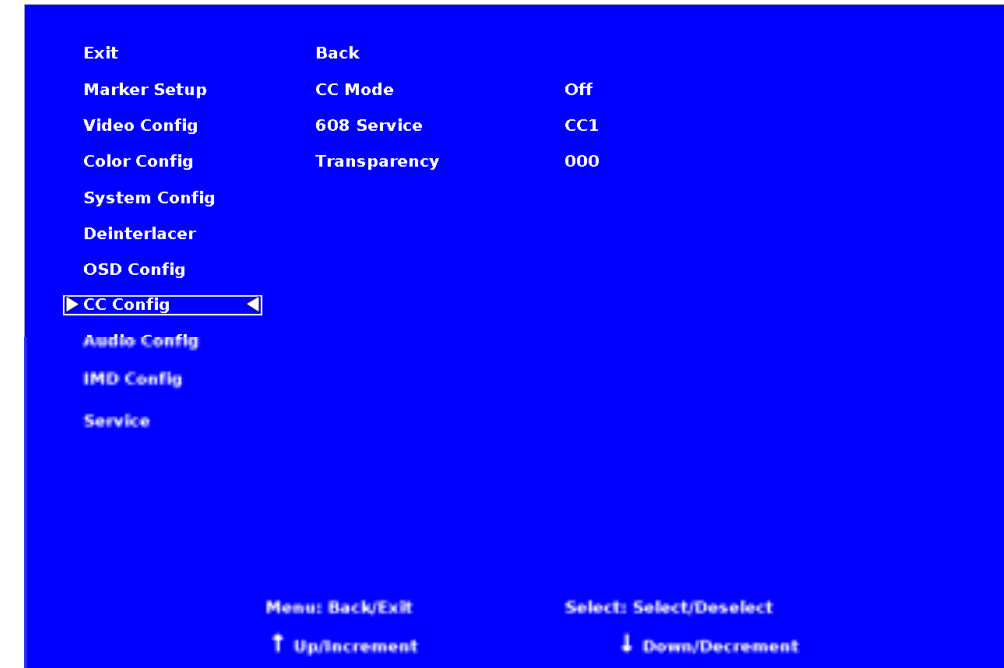 Exit Back
Marker Setup CC Mode Off
Video Config 608 Service CC1
Color Config Transparency 000
System Config
Deinterlacer
OSD Config
CC Config
Audio Config
IMD Config
Service
Menu: Back/Exit Select: Select/Deselect
↑ Up/Increment ↓ Down/Decrement